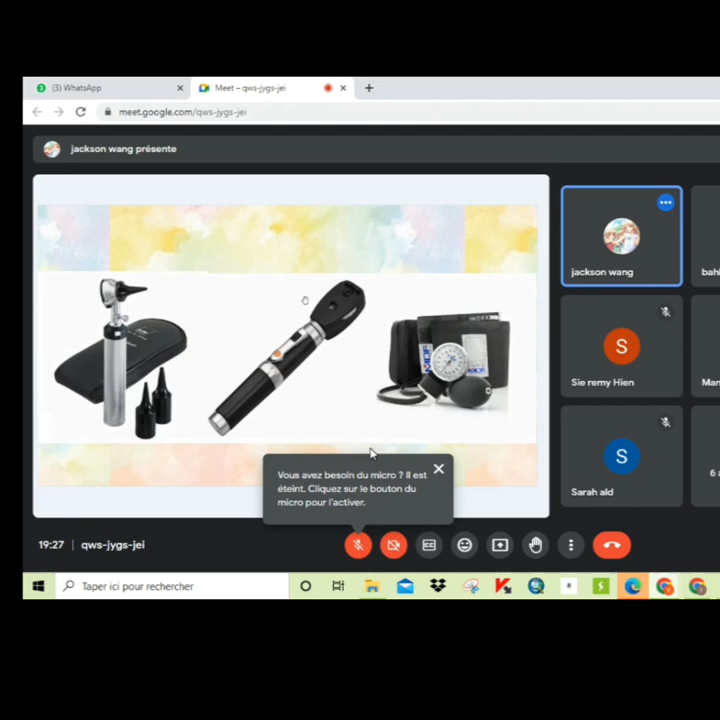 (3) WhatsApp
Meet – qws-jygs-jei
meet.google.com/qws-jygs-jei
jackson wang présente
jackson wang
Sie remy Hien
S
Sarah ald
S
MDF
Vous avez besoin du micro ? Il est
éteint. Cliquez sur le bouton du
micro pour l'activer.
19:27 | qws-jygs-jei
Taper ici pour rechercher